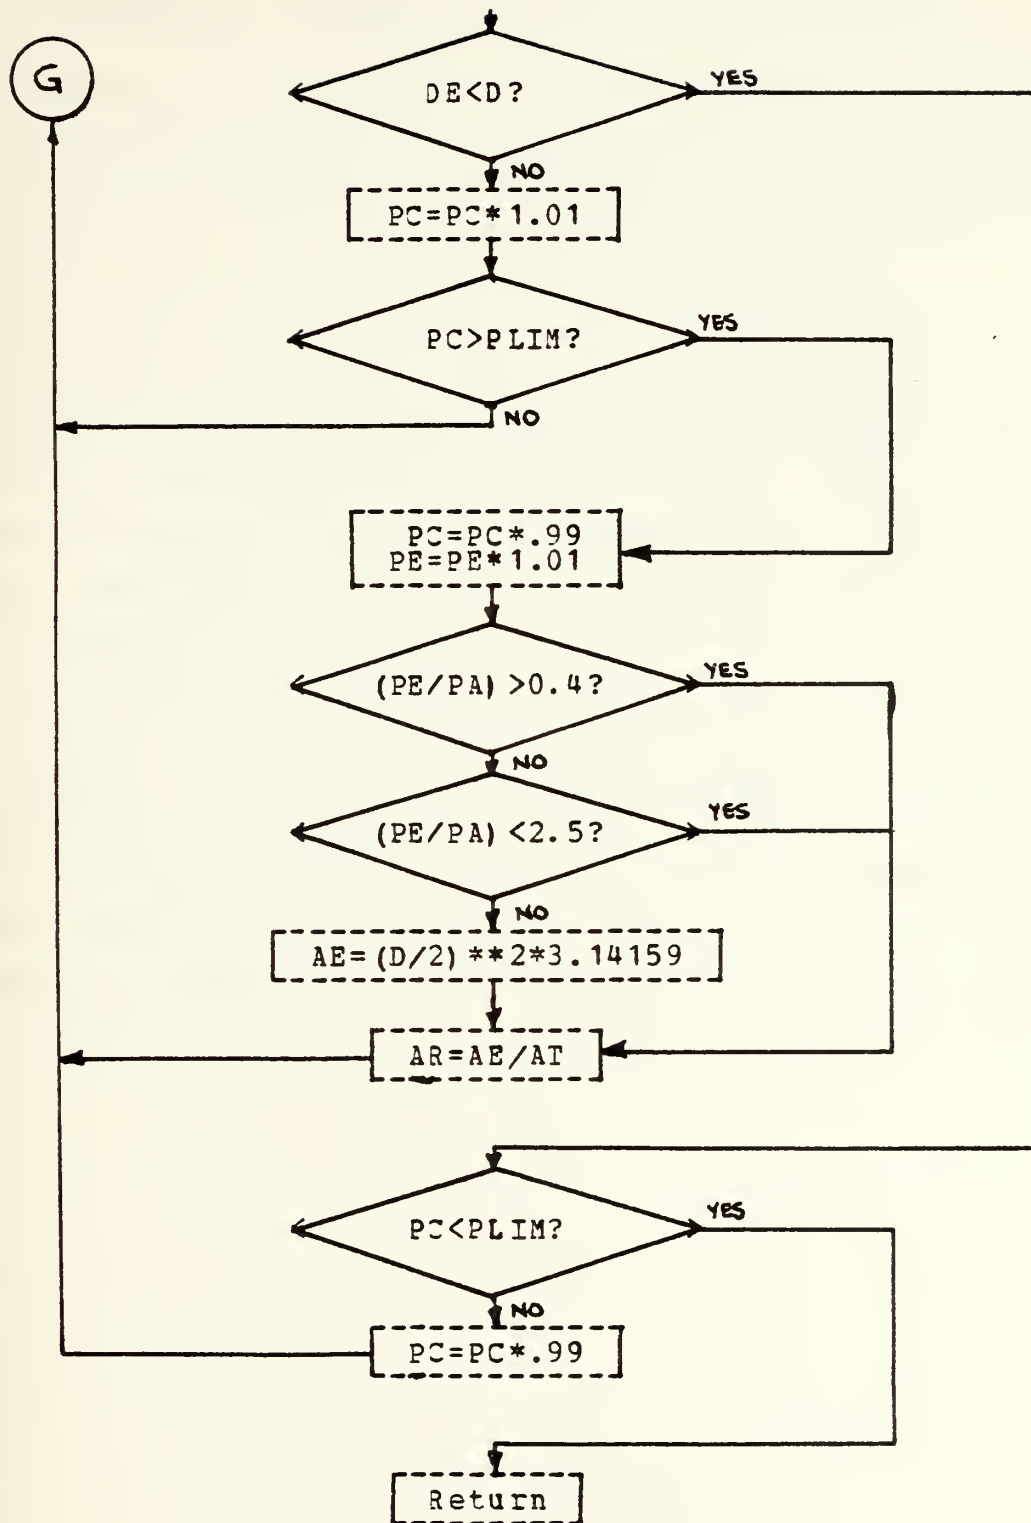 G
DE<D?
YES
NO
PC=PC*1.01
PC>PLIM?
YES
NO
PC=PC*.99
PE=PE*1.01
(PE/PA)>0.4?
YES
NO
(PE/PA)<2.5?
YES
NO
AE=(D/2)**2*3.14159
AR=AE/AT
PC<PLIM?
YES
NO
PC=PC*.99
Return